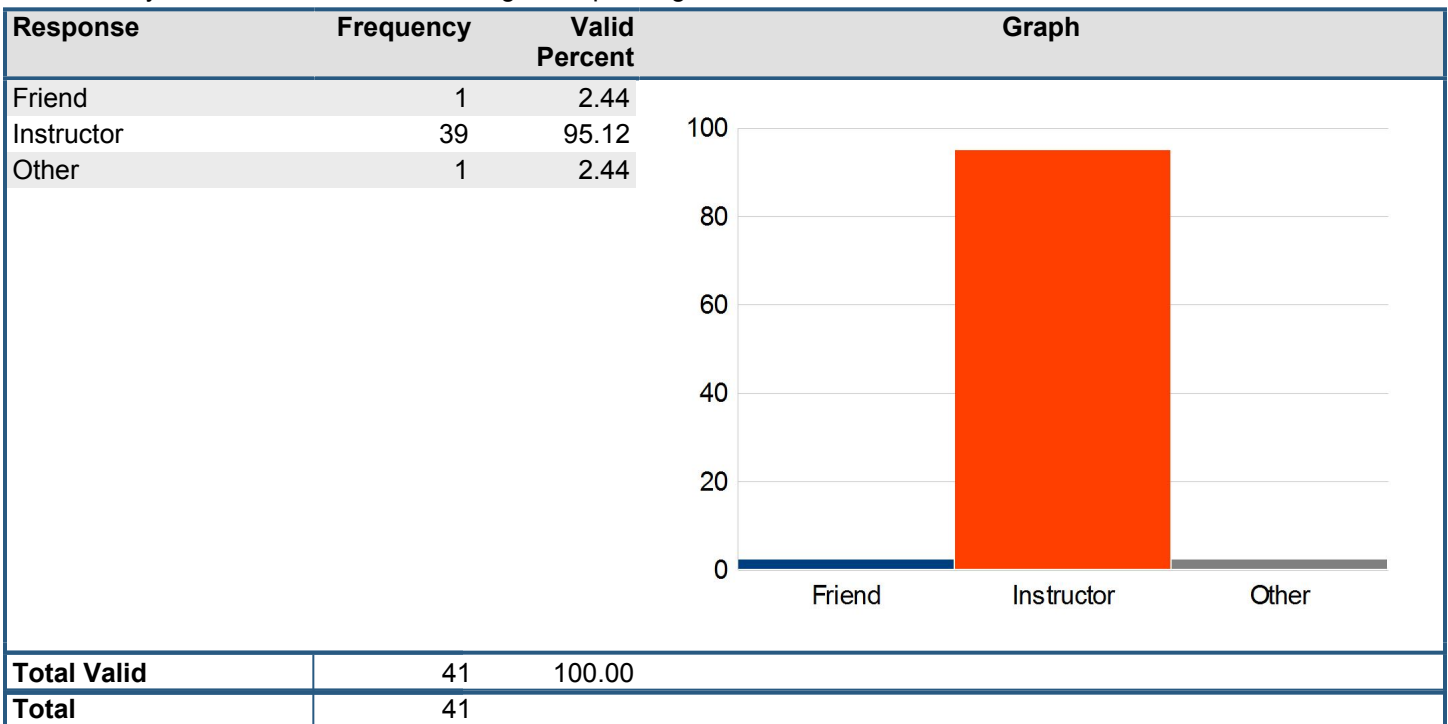 Response Frequency Valid Percent Graph
Friend 1 2.44
Instructor 39 95.12
Other 1 2.44
100
80
60
40
20
0
Friend Instructor Other
Total Valid 41 100.00
Total 41